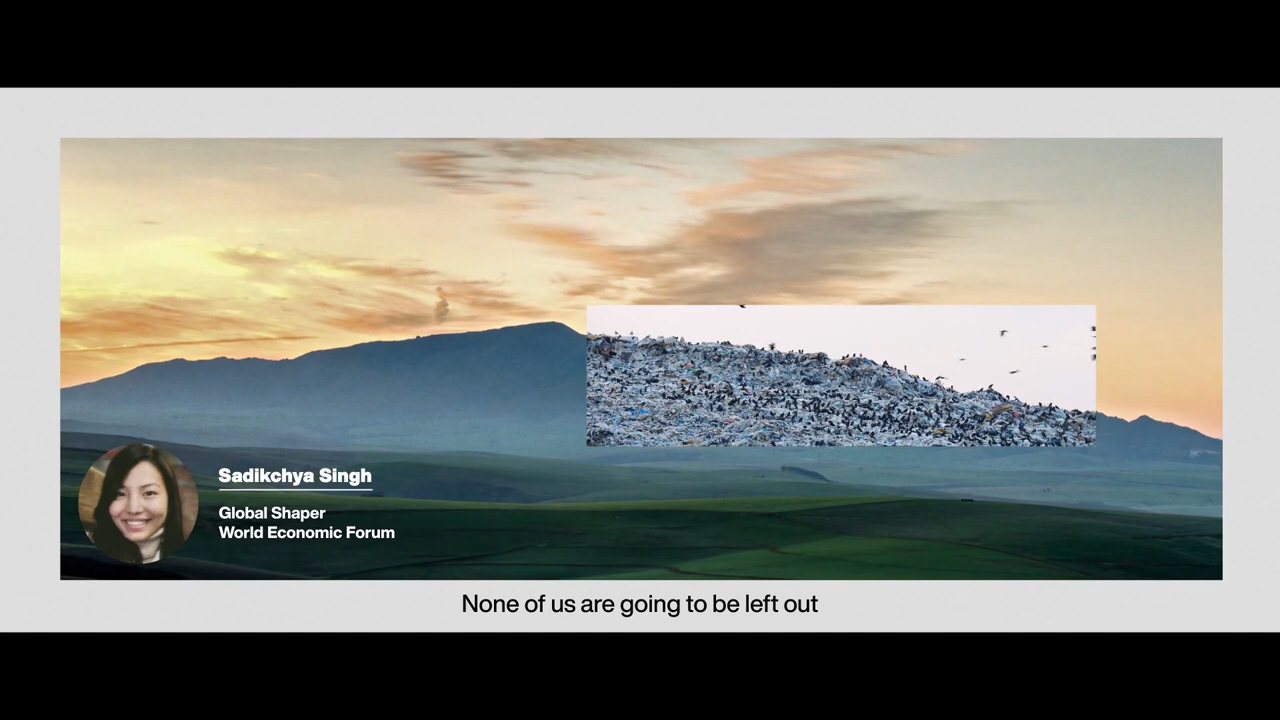 Sadikchya Singh
Global Shaper
World Economic Forum
None of us are going to be left out